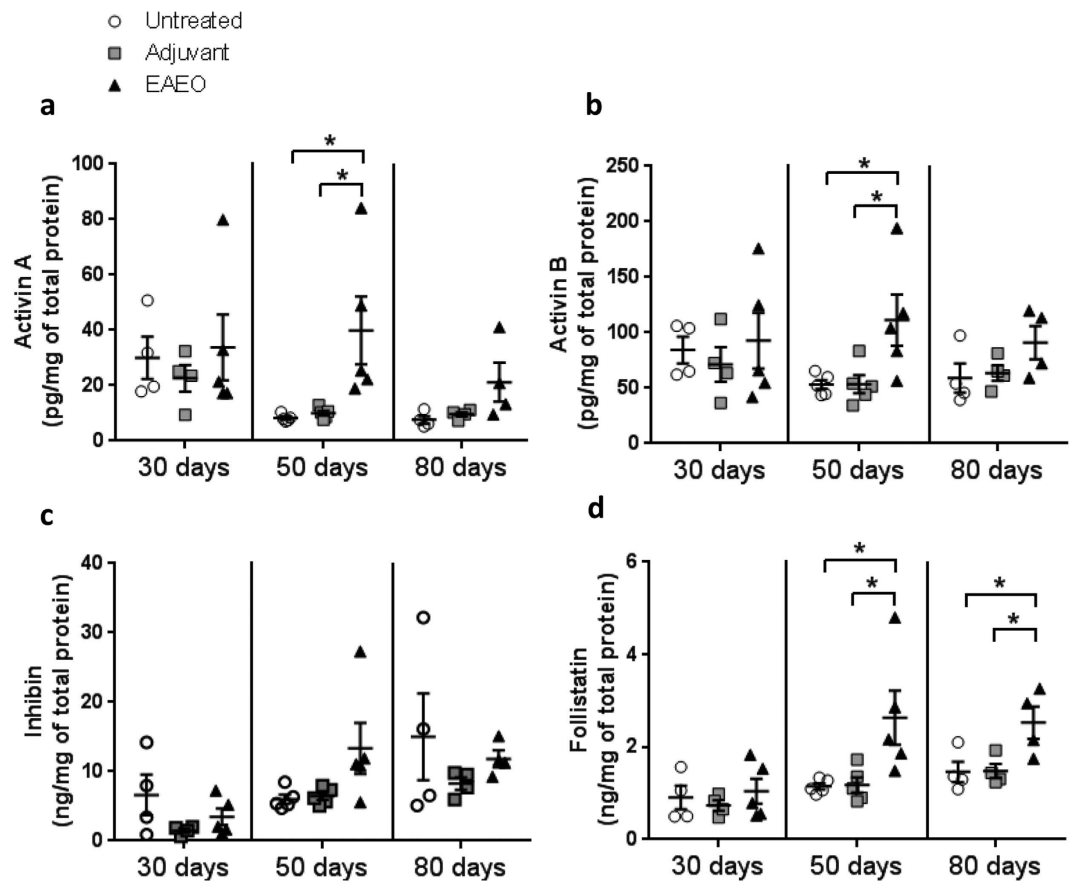 Untreated
Adjuvant
EAEO
a
Activin A
(pg/mg of total protein)
100
80
60
40
20
0
* 
*
30 days
50 days
80 days
b
Activin B
(pg/mg of total protein)
250
200
150
100
50
0
*
*
30 days
50 days
80 days
c
Inhibin
(ng/mg of total protein)
40
30
20
10
0
30 days
50 days
80 days
d
Follistatin
(ng/mg of total protein)
6
4
2
0
*
*
*
*
30 days
50 days
80 days